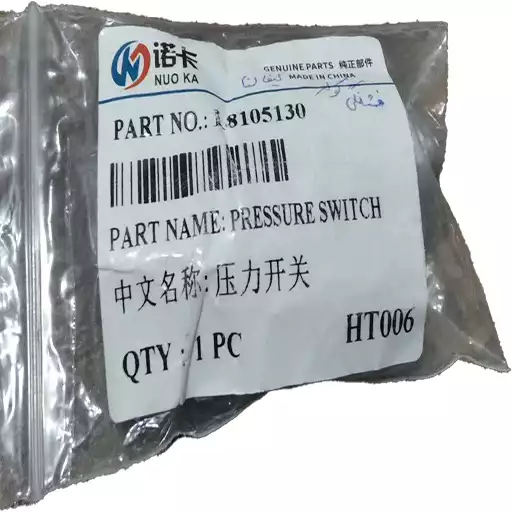 诺卡
NUO KA
GENUINE PARTS 纯正部件
MADE IN CHINA
PART NO.: 18105130
PART NAME: PRESSURE SWITCH
中文名称: 压力开关
QTY : 1 PC
HT006